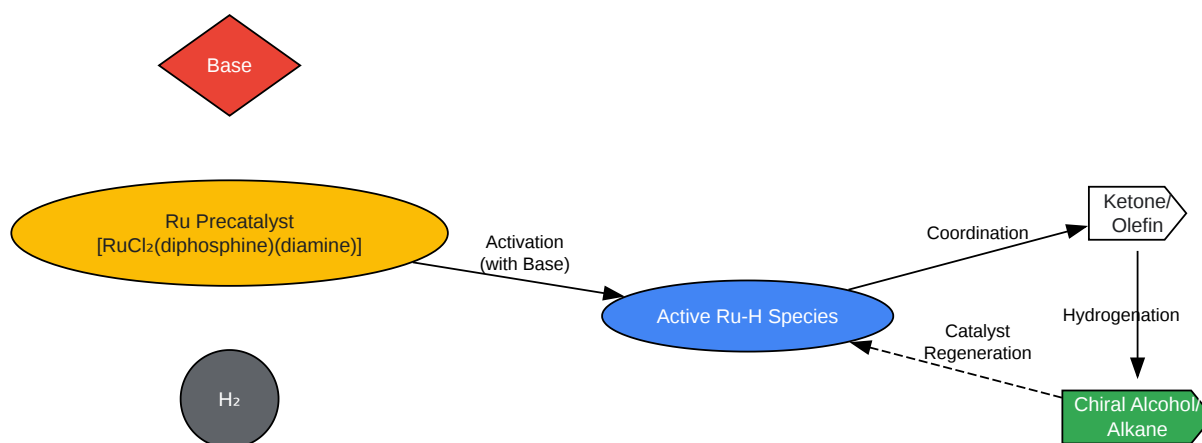 Base
Ru Precatalyst
[RuCl₂(diphosphine)(diamine)]
Activation
(with Base)
Active Ru-H Species
Coordination
Ketone/
Olefin
Hydrogenation
Catalyst
Regeneration
Chiral Alcohol/
Alkane
H₂